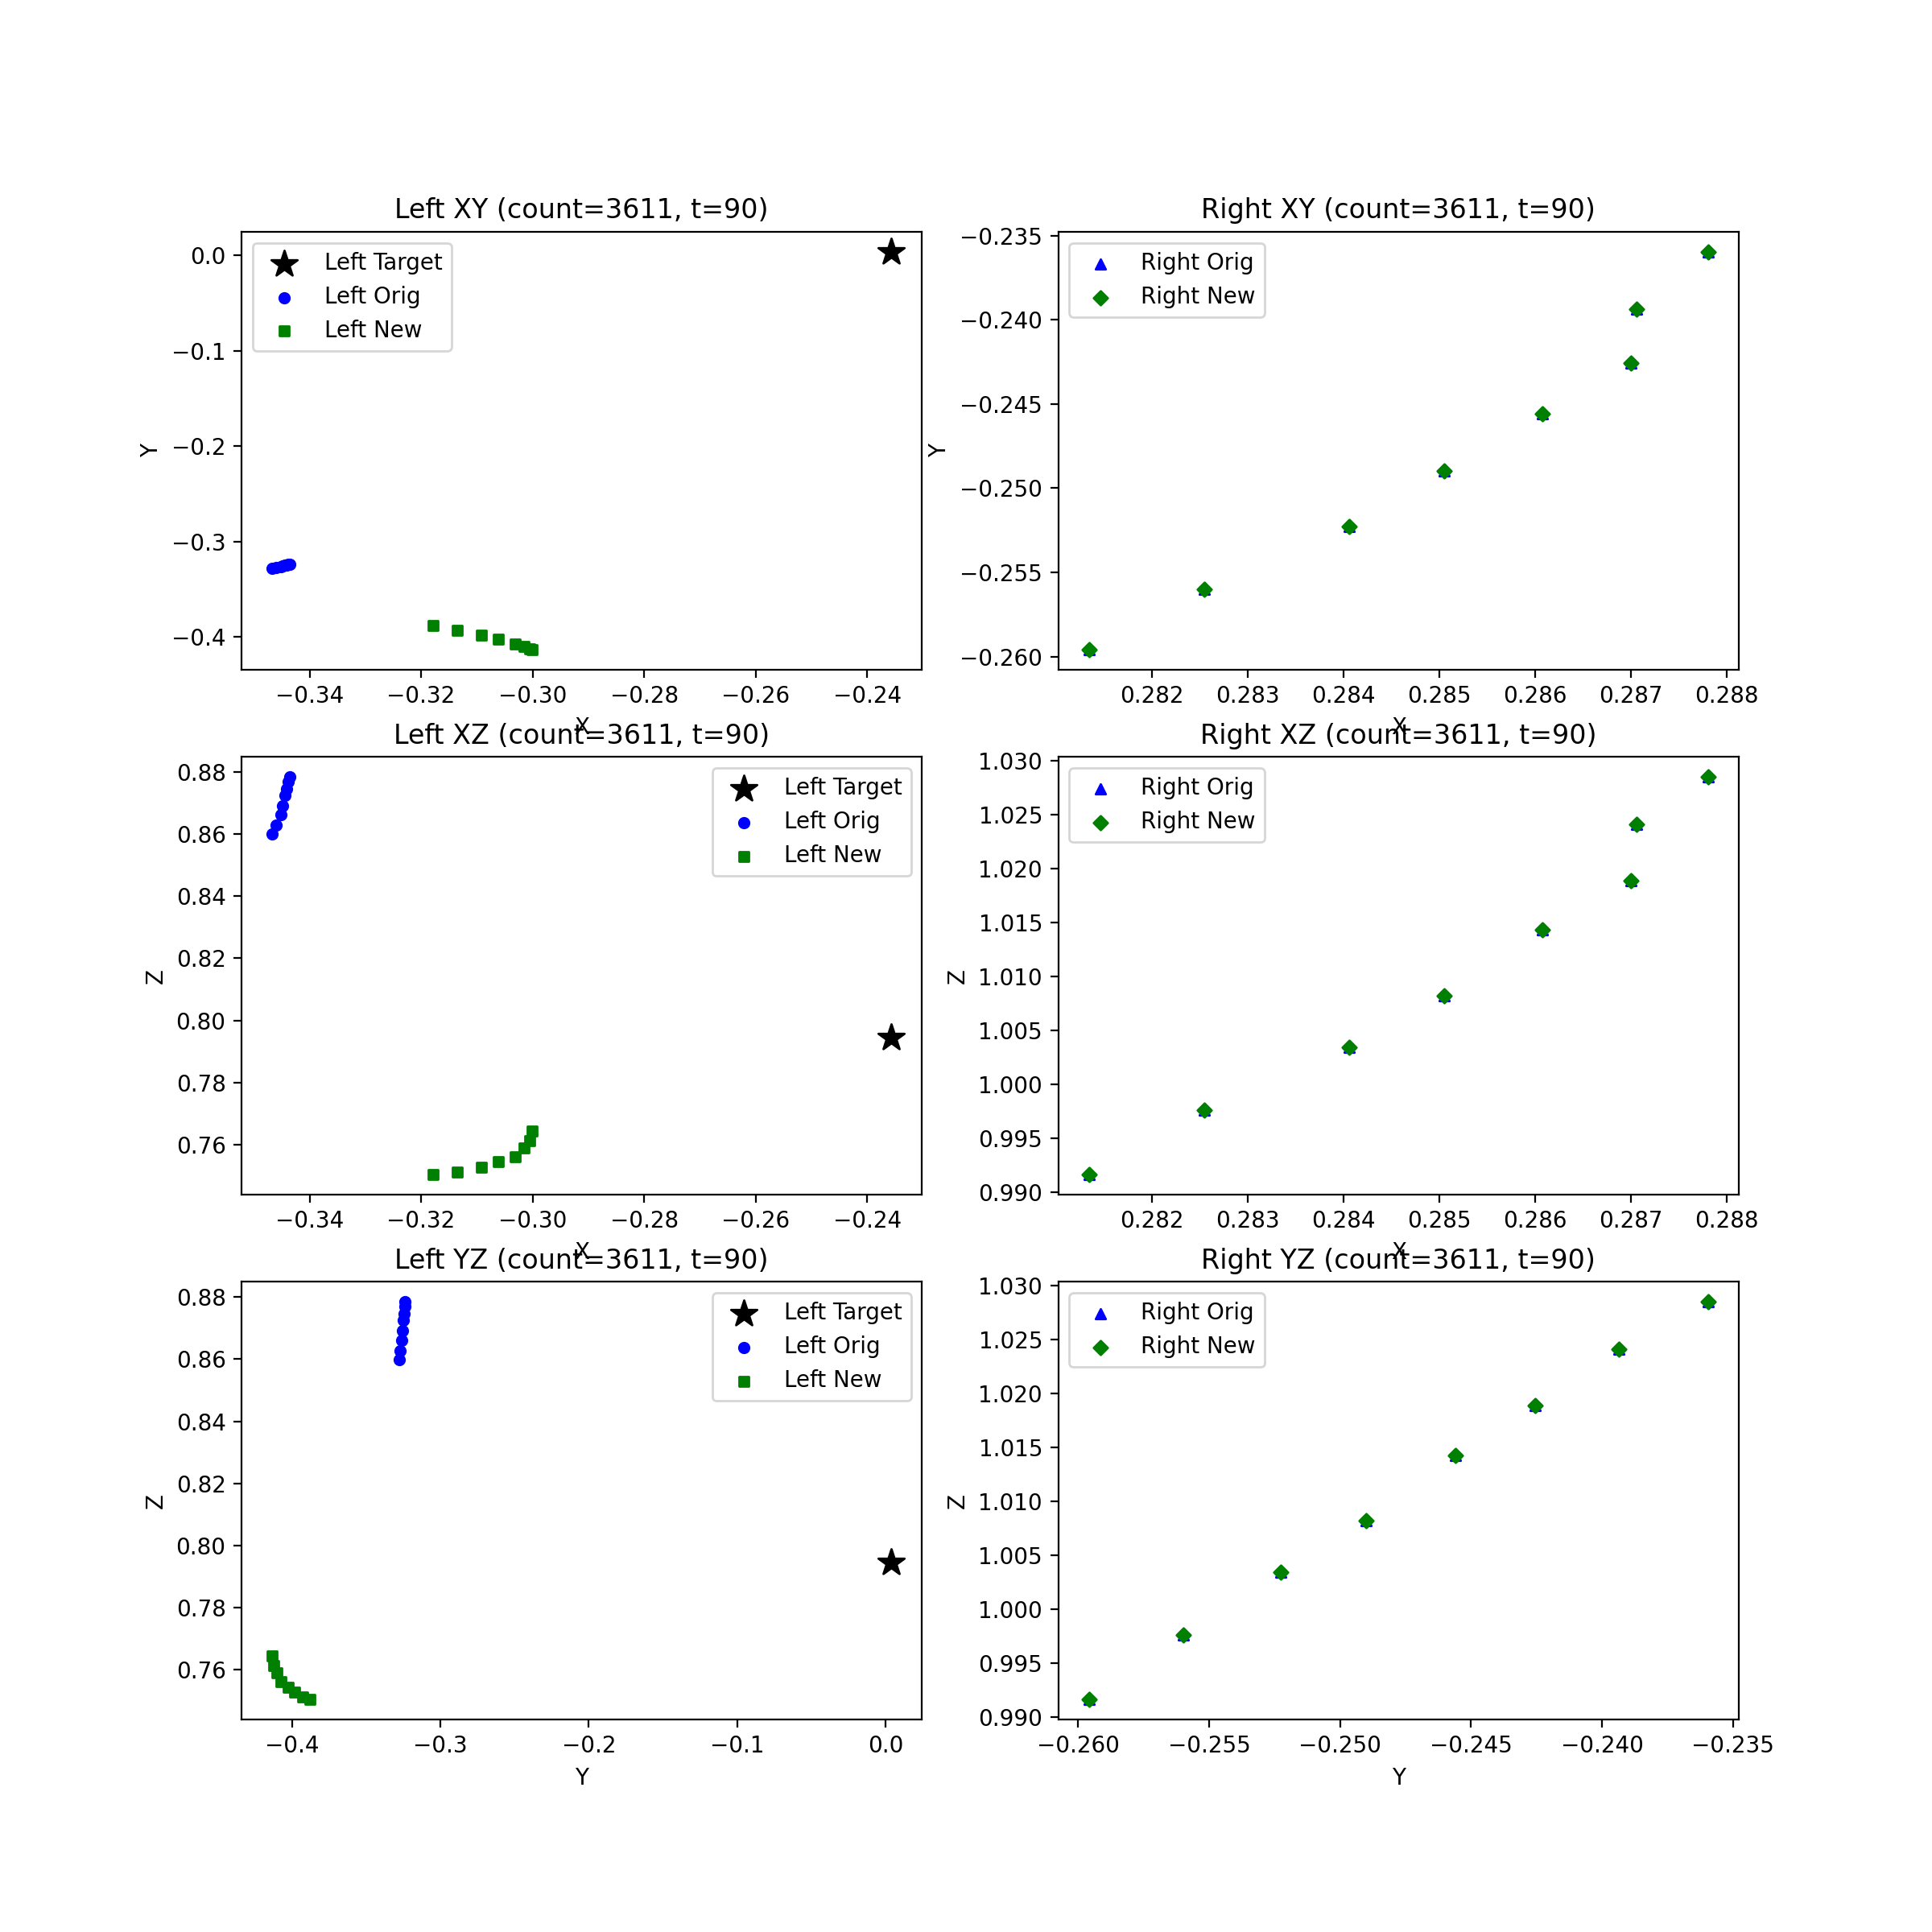 Left XY (count=3611, t=90)
Left Target
Left Orig
Left New
0.0
−0.1
−0.2
−0.3
−0.4
Y
−0.34 −0.32 −0.30 −0.28 −0.26 −0.24
X
Right XY (count=3611, t=90)
Right Orig
Right New
−0.235
−0.240
−0.245
−0.250
−0.255
−0.260
Y
0.282 0.283 0.284 0.285 0.286 0.287 0.288
X
Left XZ (count=3611, t=90)
Left Target
Left Orig
Left New
0.88
0.86
0.84
0.82
0.80
0.78
0.76
Z
−0.34 −0.32 −0.30 −0.28 −0.26 −0.24
X
Right XZ (count=3611, t=90)
Right Orig
Right New
1.030
1.025
1.020
1.015
1.010
1.005
1.000
0.995
0.990
Z
0.282 0.283 0.284 0.285 0.286 0.287 0.288
X
Left YZ (count=3611, t=90)
Left Target
Left Orig
Left New
0.88
0.86
0.84
0.82
0.80
0.78
0.76
Z
−0.4 −0.3 −0.2 −0.1 0.0
Y
Right YZ (count=3611, t=90)
Right Orig
Right New
1.030
1.025
1.020
1.015
1.010
1.005
1.000
0.995
0.990
Z
−0.260 −0.255 −0.250 −0.245 −0.240 −0.235
Y